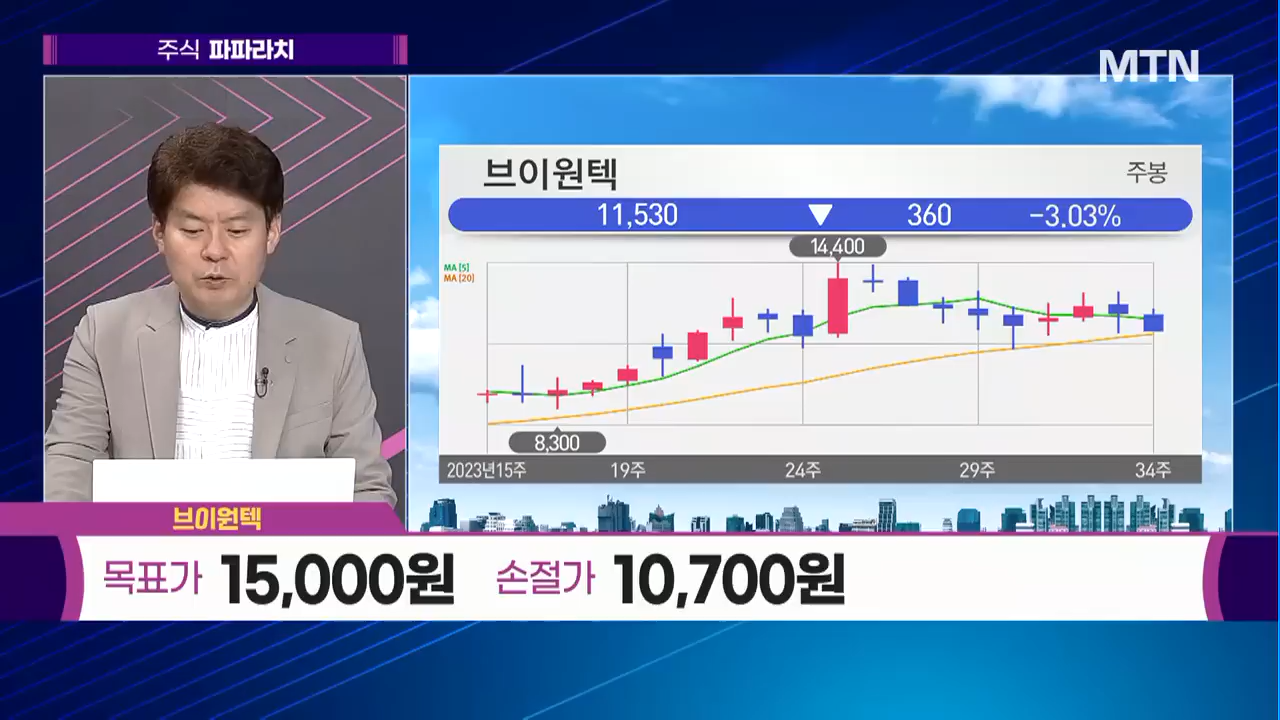 주식 파파라치
MTN
브이원텍
주봉
11,530 ▼ 360 -3.03%
14,400
MA [5]
MA [20]
8,300
2023년15주 19주 24주 29주 34주
브이원텍
목표가 15,000원 손절가 10,700원